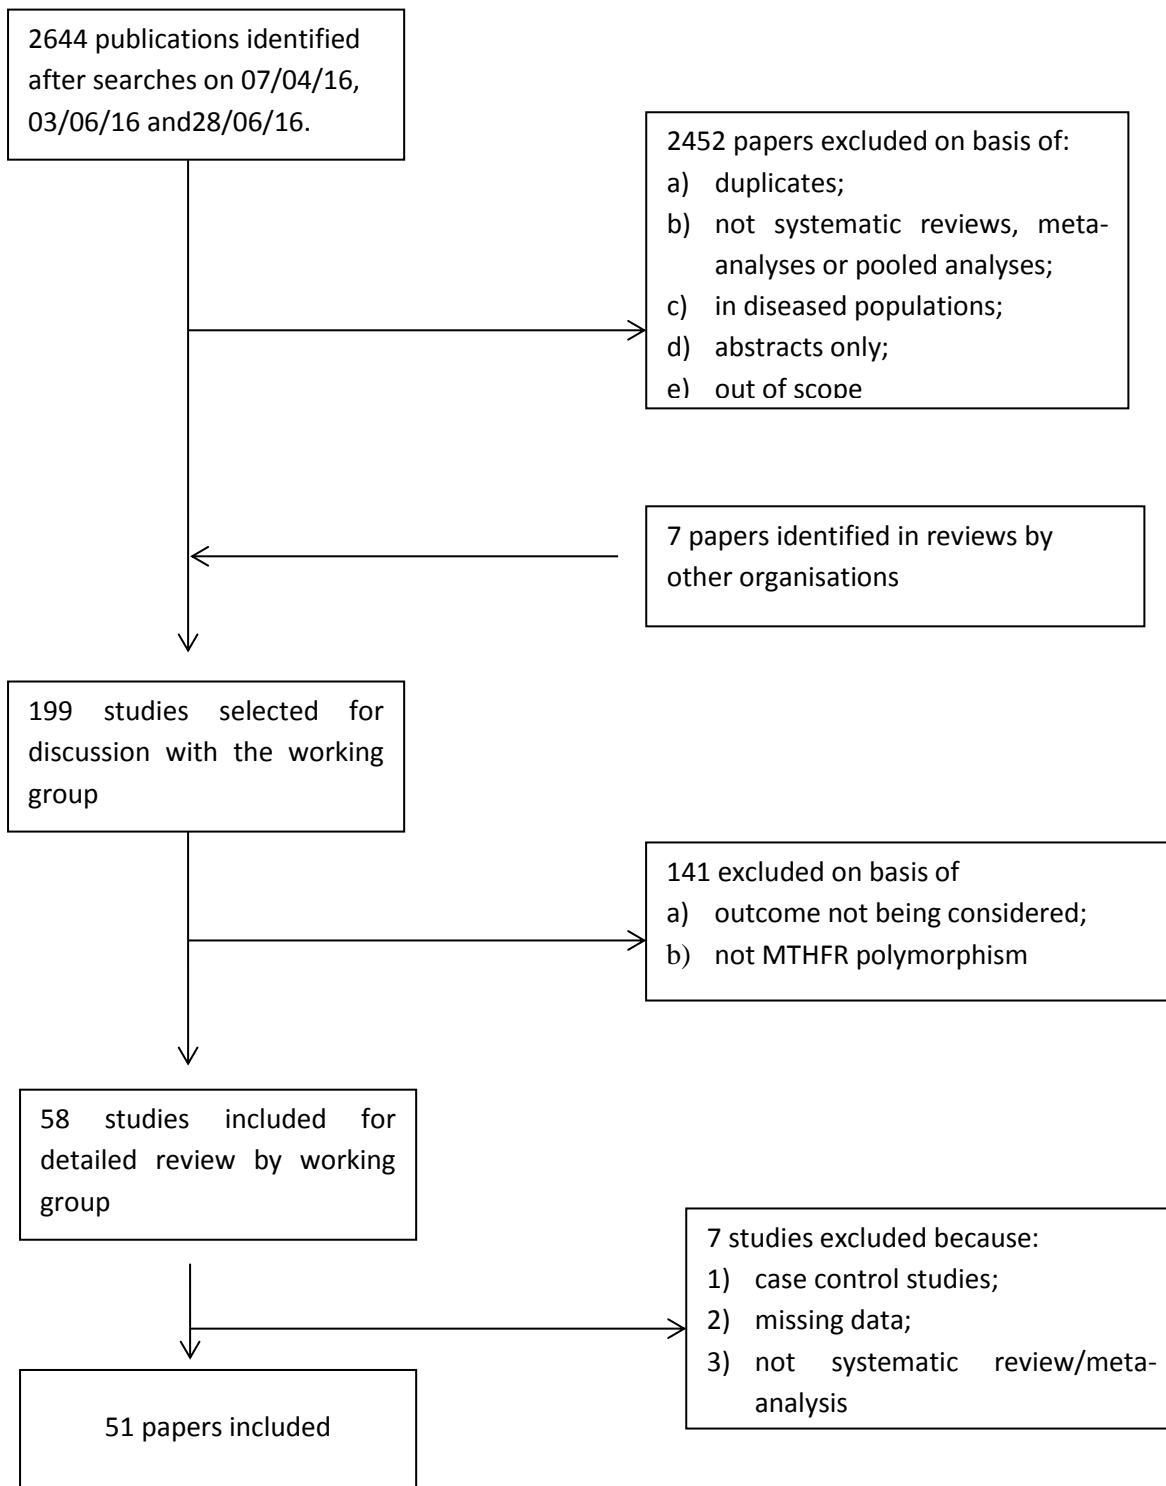 2644 publications identified
after searches on 07/04/16,
03/06/16 and28/06/16.
2452 papers excluded on basis of:
a) duplicates;
b) not systematic reviews, meta-
analyses or pooled analyses;
c) in diseased populations;
d) abstracts only;
e) out of scope
7 papers identified in reviews by
other organisations
199 studies selected for
discussion with the working
group
141 excluded on basis of
a) outcome not being considered;
b) not MTHFR polymorphism
58 studies included for
detailed review by working
group
7 studies excluded because:
1) case control studies;
2) missing data;
3) not systematic review/meta-
analysis
51 papers included